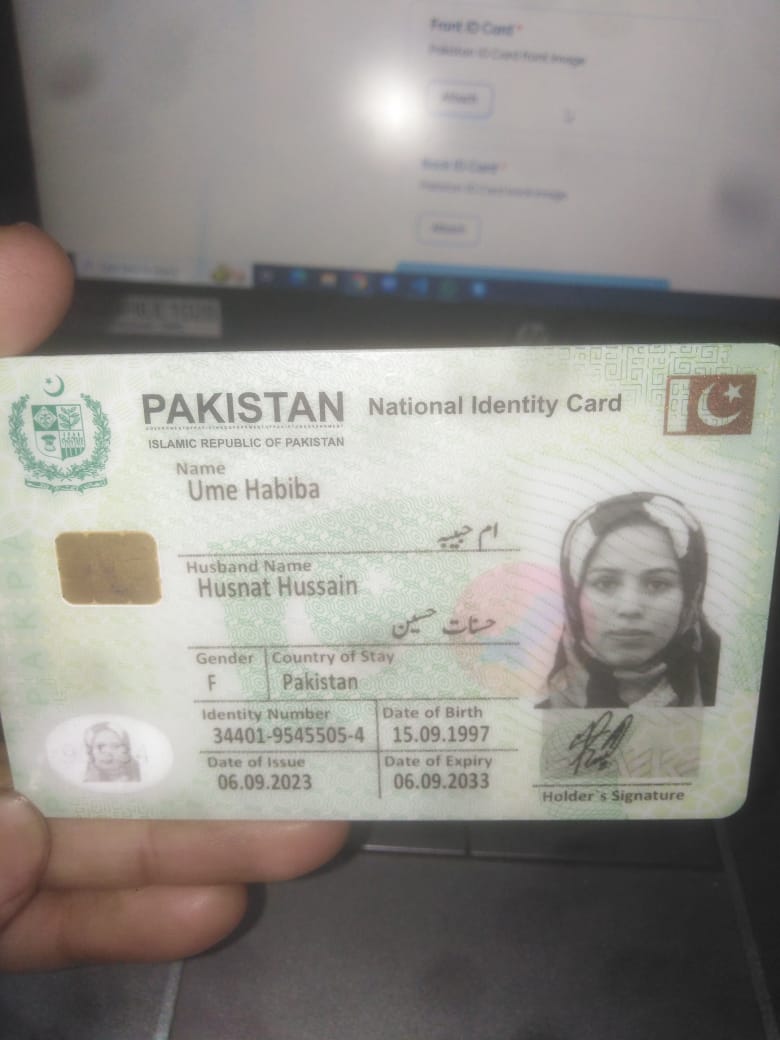 Front ID Card *
Pakistan ID Card Front Image
Attach
Back ID Card *
Pakistan ID Card back image
Attach
PAKISTAN National Identity Card
ISLAMIC REPUBLIC OF PAKISTAN
Name
Ume Habiba
ام حبیبہ
Husband Name
Husnat Hussain
حسنات حسین
Gender Country of Stay
F Pakistan
Identity Number Date of Birth
34401-9545505-4 15.09.1997
Date of Issue Date of Expiry
06.09.2023 06.09.2033
Holder`s Signature